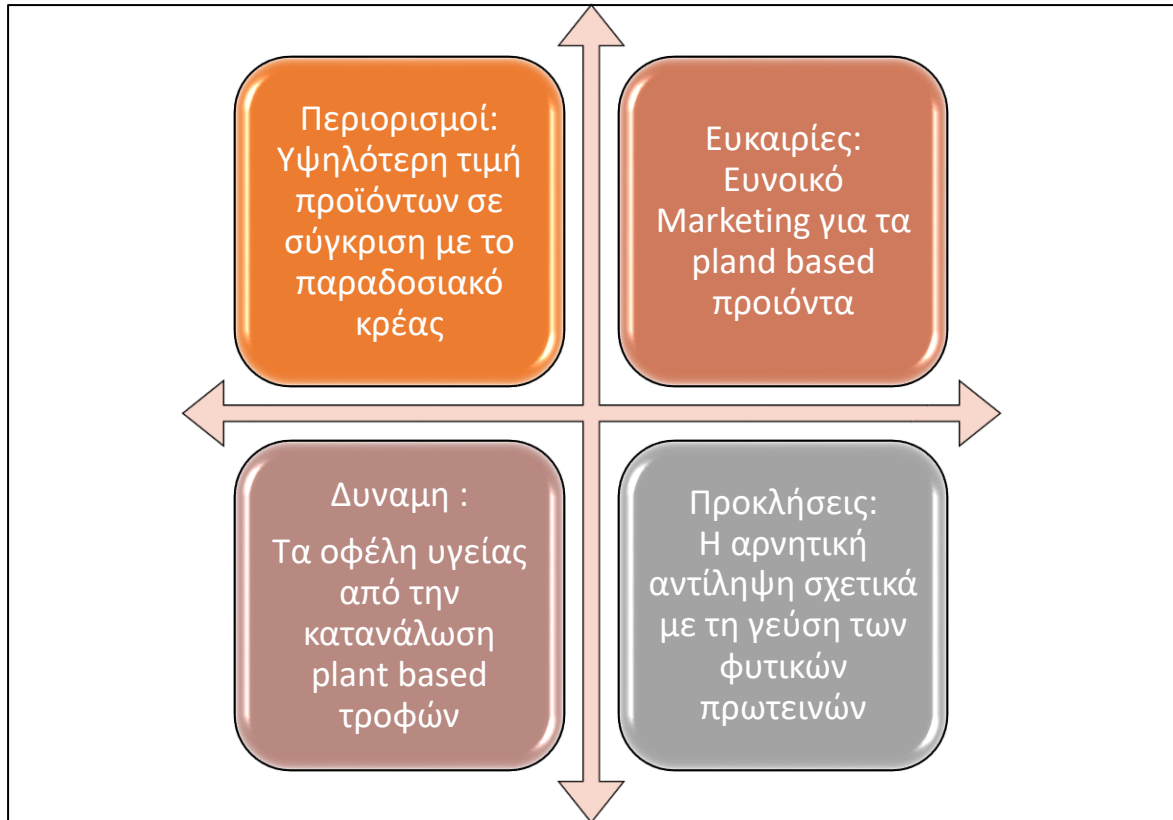 Περιορισμοί:
Υψηλότερη τιμή
προϊόντων σε
σύγκριση με το
παραδοσιακό
κρέας
Ευκαιρίες:
Ευνοικό
Marketing για τα
pland based
προιόντα
Δυναμη :
Τα οφέλη υγείας
από την
κατανάλωση
plant based
τροφών
Προκλήσεις:
Η αρνητική
αντίληψη σχετικά
με τη γεύση των
φυτικών
πρωτεινών